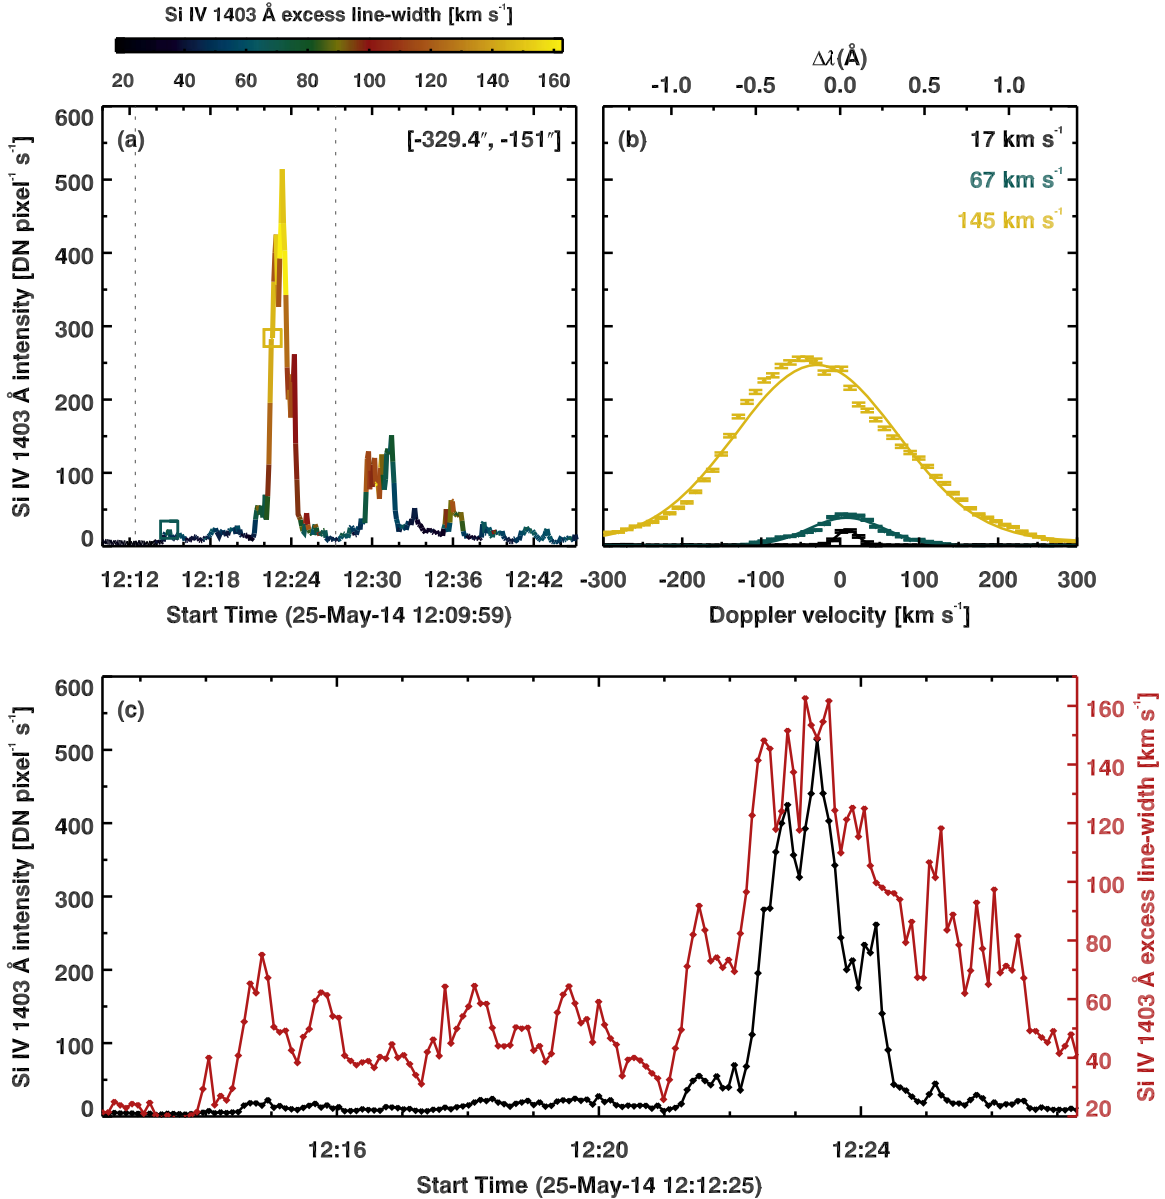 Si IV 1403 Å excess line-width [km s⁻¹]
20 40 60 80 100 120 140 160
(a) [-329.4″, -151″]
Si IV 1403 Å intensity [DN pixel⁻¹ s⁻¹]
600
500
400
300
200
100
0
12:12 12:18 12:24 12:30 12:36 12:42
Start Time (25-May-14 12:09:59)
Δλ(Å)
-1.0 -0.5 0.0 0.5 1.0
(b) 17 km s⁻¹
67 km s⁻¹
145 km s⁻¹
-300 -200 -100 0 100 200 300
Doppler velocity [km s⁻¹]
(c)
Si IV 1403 Å intensity [DN pixel⁻¹ s⁻¹]
600
500
400
300
200
100
0
160
140
120
100
80
60
40
20
Si IV 1403 Å excess line-width [km s⁻¹]
12:16 12:20 12:24
Start Time (25-May-14 12:12:25)